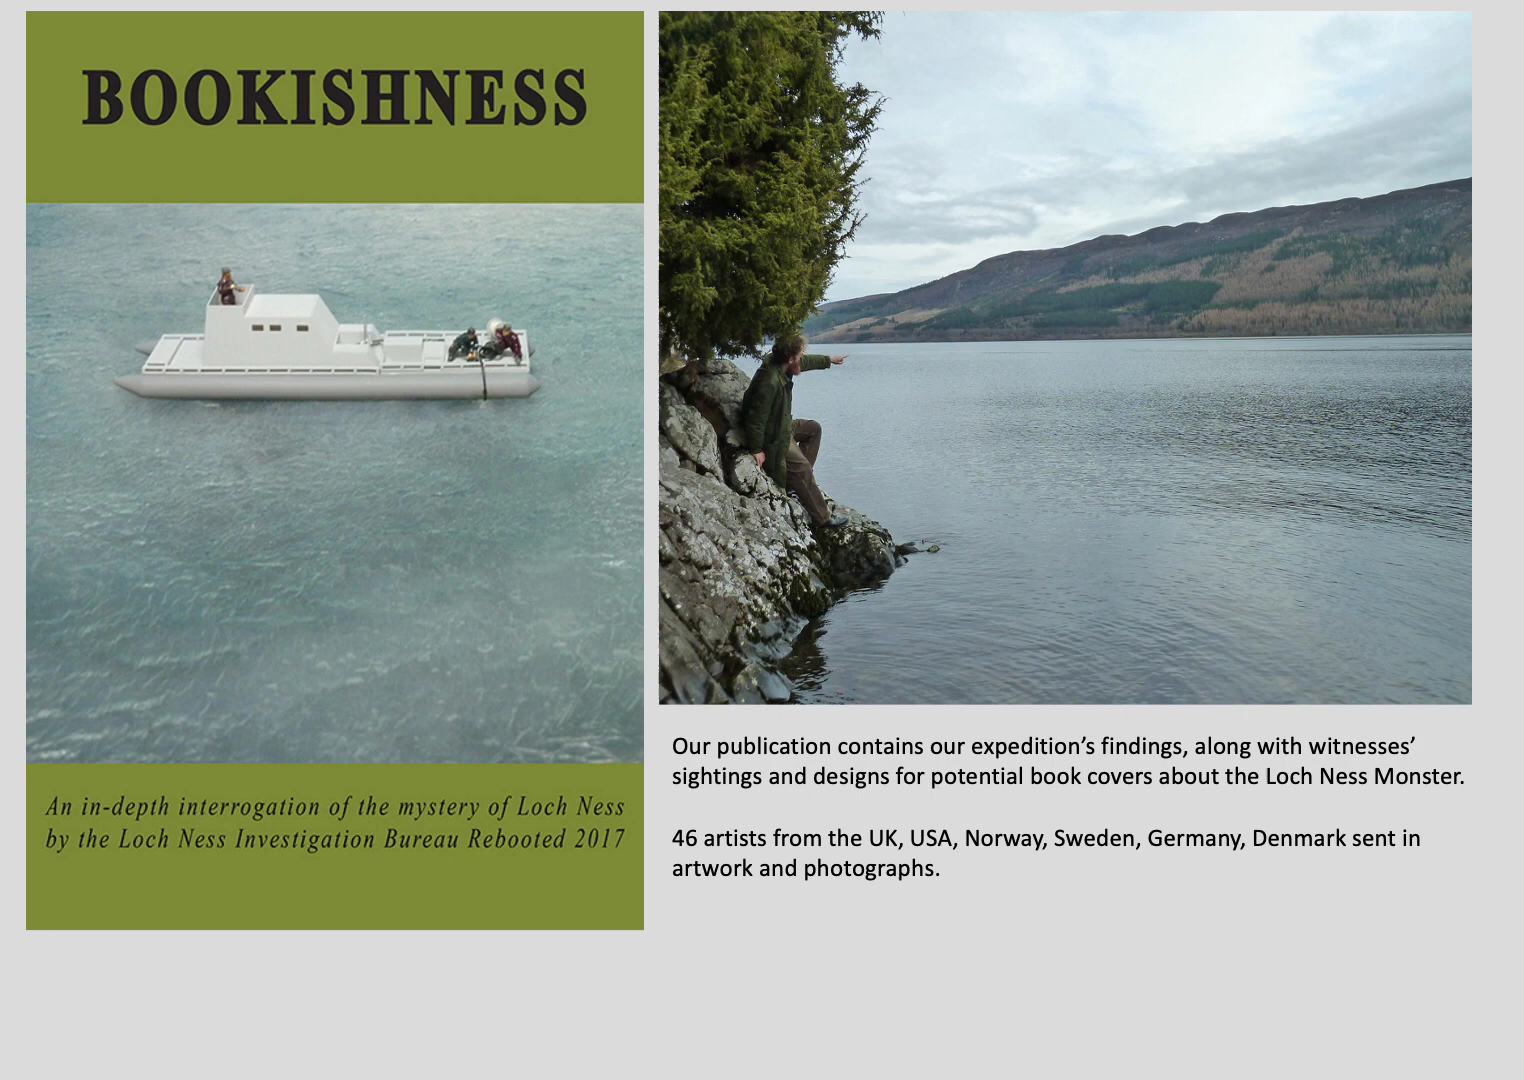 BOOKISHNESS
An in-depth interrogation of the mystery of Loch Ness
by the Loch Ness Investigation Bureau Rebooted 2017
Our publication contains our expedition’s findings, along with witnesses’
sightings and designs for potential book covers about the Loch Ness Monster.
46 artists from the UK, USA, Norway, Sweden, Germany, Denmark sent in
artwork and photographs.